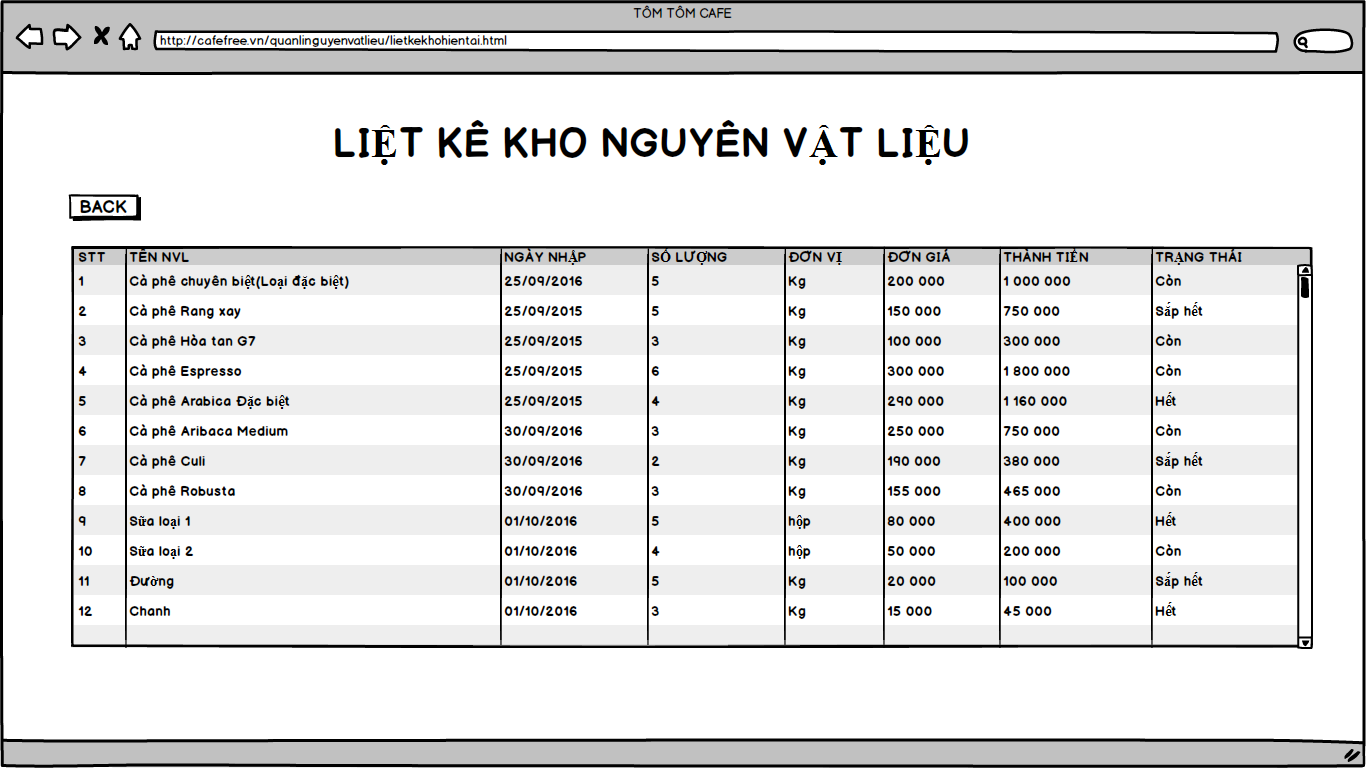 TÔM TÔM CAFE
http://cafefree.vn/quanlinguyenvatlieu/lietkekhohientai.html
LIỆT KÊ KHO NGUYÊN VẬT LIỆU
BACK
STT TÊN NVL NGÀY NHẬP SỐ LƯỢNG ĐƠN VỊ ĐƠN GIÁ THÀNH TIỀN TRẠNG THÁI
1 Cà phê chuyên biệt(Loại đặc biệt) 25/09/2016 5 Kg 200 000 1 000 000 Còn
2 Cà phê Rang xay 25/09/2015 5 Kg 150 000 750 000 Sắp hết
3 Cà phê Hòa tan G7 25/09/2015 3 Kg 100 000 300 000 Còn
4 Cà phê Espresso 25/09/2015 6 Kg 300 000 1 800 000 Còn
5 Cà phê Arabica Đặc biệt 25/09/2015 4 Kg 290 000 1 160 000 Hết
6 Cà phê Aribaca Medium 30/09/2016 3 Kg 250 000 750 000 Còn
7 Cà phê Culi 30/09/2016 2 Kg 190 000 380 000 Sắp hết
8 Cà phê Robusta 30/09/2016 3 Kg 155 000 465 000 Còn
9 Sữa loại 1 01/10/2016 5 hộp 80 000 400 000 Hết
10 Sữa loại 2 01/10/2016 4 hộp 50 000 200 000 Còn
11 Đường 01/10/2016 5 Kg 20 000 100 000 Sắp hết
12 Chanh 01/10/2016 3 Kg 15 000 45 000 Hết